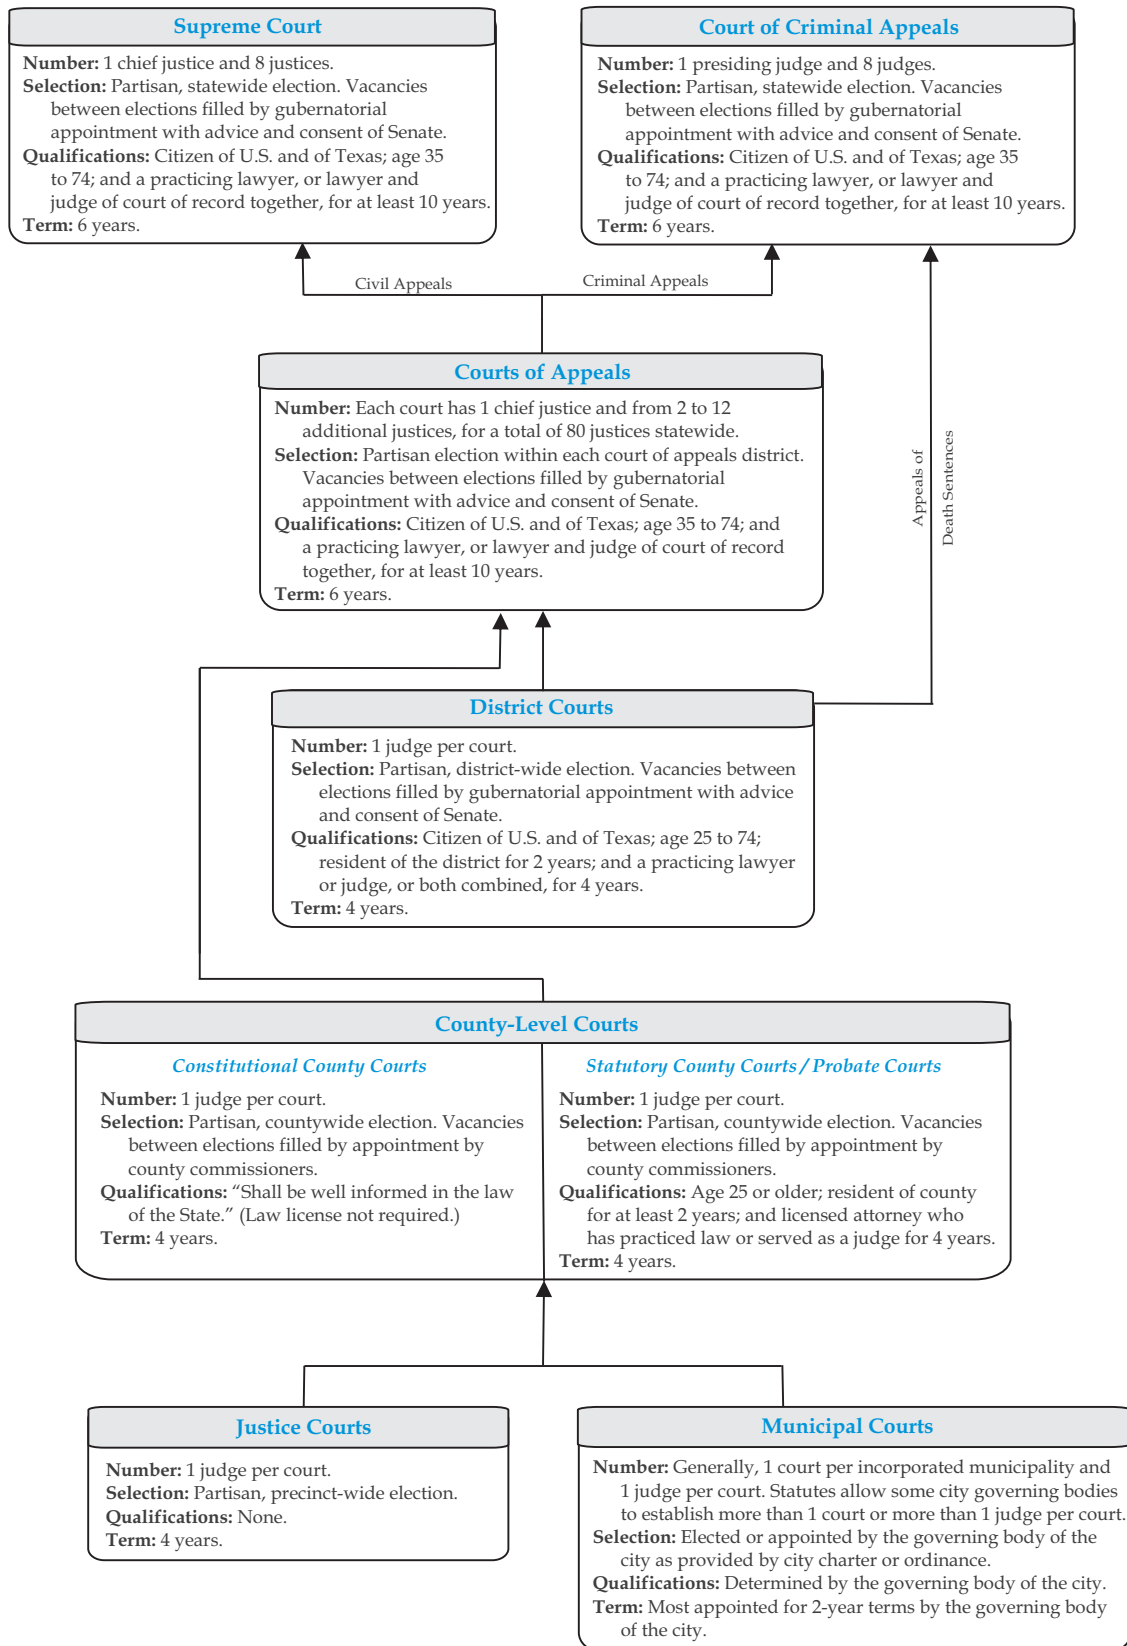 Supreme Court
Number: 1 chief justice and 8 justices.
Selection: Partisan, statewide election. Vacancies
between elections filled by gubernatorial
appointment with advice and consent of Senate.
Qualifications: Citizen of U.S. and of Texas; age 35
to 74; and a practicing lawyer, or lawyer and
judge of court of record together, for at least 10 years.
Term: 6 years.
Court of Criminal Appeals
Number: 1 presiding judge and 8 judges.
Selection: Partisan, statewide election. Vacancies
between elections filled by gubernatorial
appointment with advice and consent of Senate.
Qualifications: Citizen of U.S. and of Texas; age 35
to 74; and a practicing lawyer, or lawyer and
judge of court of record together, for at least 10 years.
Term: 6 years.
Civil Appeals
Criminal Appeals
Courts of Appeals
Number: Each court has 1 chief justice and from 2 to 12
additional justices, for a total of 80 justices statewide.
Selection: Partisan election within each court of appeals district.
Vacancies between elections filled by gubernatorial
appointment with advice and consent of Senate.
Qualifications: Citizen of U.S. and of Texas; age 35 to 74; and
a practicing lawyer, or lawyer and judge of court of record
together, for at least 10 years.
Term: 6 years.
Appeals of
Death Sentences
District Courts
Number: 1 judge per court.
Selection: Partisan, district-wide election. Vacancies between
elections filled by gubernatorial appointment with advice
and consent of Senate.
Qualifications: Citizen of U.S. and of Texas; age 25 to 74;
resident of the district for 2 years; and a practicing lawyer
or judge, or both combined, for 4 years.
Term: 4 years.
County-Level Courts
Constitutional County Courts
Number: 1 judge per court.
Selection: Partisan, countywide election. Vacancies
between elections filled by appointment by
county commissioners.
Qualifications: “Shall be well informed in the law
of the State.” (Law license not required.)
Term: 4 years.
Statutory County Courts / Probate Courts
Number: 1 judge per court.
Selection: Partisan, countywide election. Vacancies
between elections filled by appointment by
county commissioners.
Qualifications: Age 25 or older; resident of county
for at least 2 years; and licensed attorney who
has practiced law or served as a judge for 4 years.
Term: 4 years.
Justice Courts
Number: 1 judge per court.
Selection: Partisan, precinct-wide election.
Qualifications: None.
Term: 4 years.
Municipal Courts
Number: Generally, 1 court per incorporated municipality and
1 judge per court. Statutes allow some city governing bodies
to establish more than 1 court or more than 1 judge per court.
Selection: Elected or appointed by the governing body of the
city as provided by city charter or ordinance.
Qualifications: Determined by the governing body of the city.
Term: Most appointed for 2-year terms by the governing body
of the city.